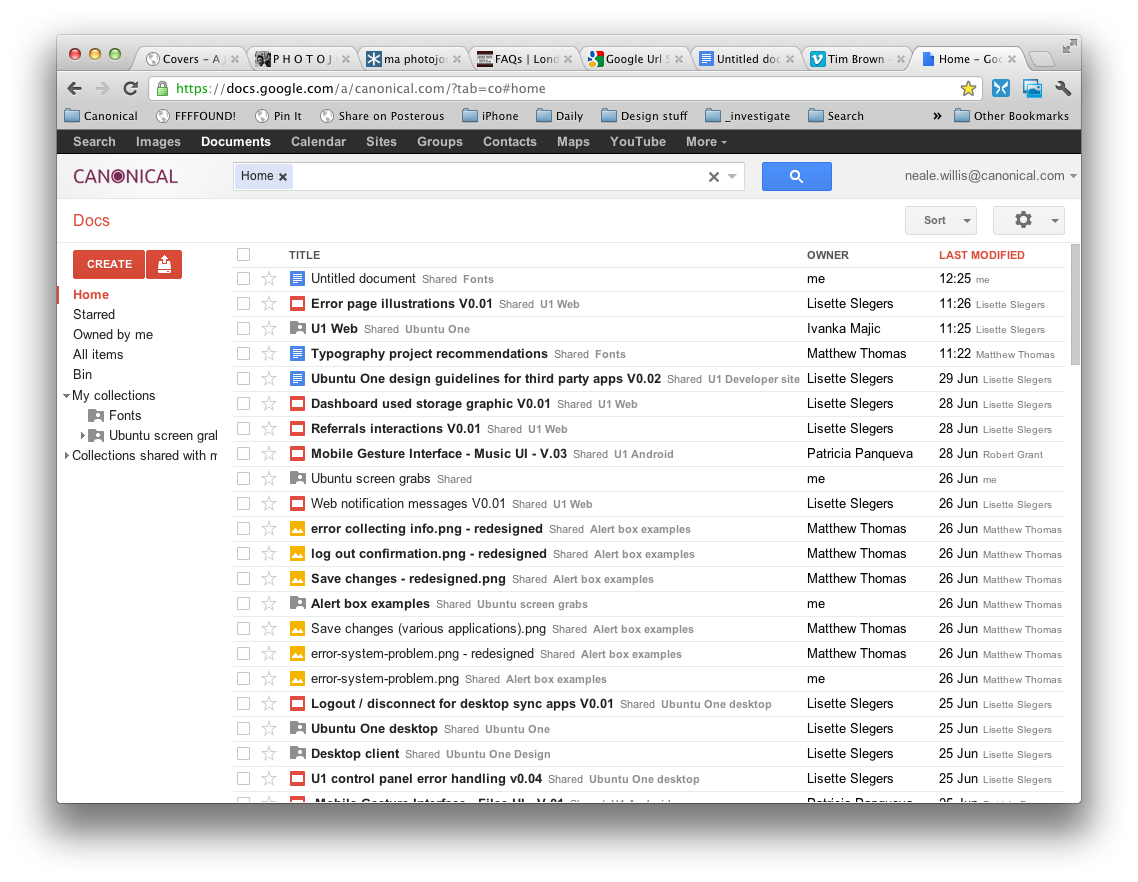 Covers – A J P H O T O J ma photojo FAQs | Lond Google Url S Untitled doc Tim Brown Home – Goo
https://docs.google.com/a/canonical.com/?tab=co#home
Canonical FFFFOUND! Pin It Share on Posterous iPhone Daily Design stuff _investigate Search » Other Bookmarks
Search Images Documents Calendar Sites Groups Contacts Maps YouTube More
CANONICAL Home neale.willis@canonical.com
Docs Sort
CREATE
Home
Starred
Owned by me
All items
Bin
My collections
Fonts
Ubuntu screen grab
Collections shared with m
TITLE OWNER LAST MODIFIED
Untitled document Shared Fonts me 12:25 me
Error page illustrations V0.01 Shared U1 Web Lisette Slegers 11:26 Lisette Slegers
U1 Web Shared Ubuntu One Ivanka Majic 11:25 Lisette Slegers
Typography project recommendations Shared Fonts Matthew Thomas 11:22 Matthew Thomas
Ubuntu One design guidelines for third party apps V0.02 Shared U1 Developer site Lisette Slegers 29 Jun Lisette Slegers
Dashboard used storage graphic V0.01 Shared U1 Web Lisette Slegers 28 Jun Lisette Slegers
Referrals interactions V0.01 Shared U1 Web Lisette Slegers 28 Jun Lisette Slegers
Mobile Gesture Interface - Music UI - V.03 Shared U1 Android Patricia Panqueva 28 Jun Robert Grant
Ubuntu screen grabs Shared me 26 Jun me
Web notification messages V0.01 Shared U1 Web Lisette Slegers 26 Jun Lisette Slegers
error collecting info.png - redesigned Shared Alert box examples Matthew Thomas 26 Jun Matthew Thomas
log out confirmation.png - redesigned Shared Alert box examples Matthew Thomas 26 Jun Matthew Thomas
Save changes - redesigned.png Shared Alert box examples Matthew Thomas 26 Jun Matthew Thomas
Alert box examples Shared Ubuntu screen grabs me 26 Jun Matthew Thomas
Save changes (various applications).png Shared Alert box examples Matthew Thomas 26 Jun Matthew Thomas
error-system-problem.png - redesigned Shared Alert box examples Matthew Thomas 26 Jun Matthew Thomas
error-system-problem.png Shared Alert box examples me 26 Jun Matthew Thomas
Logout / disconnect for desktop sync apps V0.01 Shared Ubuntu One desktop Lisette Slegers 25 Jun Lisette Slegers
Ubuntu One desktop Shared Ubuntu One Lisette Slegers 25 Jun Lisette Slegers
Desktop client Shared Ubuntu One Design Lisette Slegers 25 Jun Lisette Slegers
U1 control panel error handling v0.04 Shared Ubuntu One desktop Lisette Slegers 25 Jun Lisette Slegers
Mobile Gesture Interface - Files UI - V.01 Shared U1 Android Patricia Panqueva 25 Jun